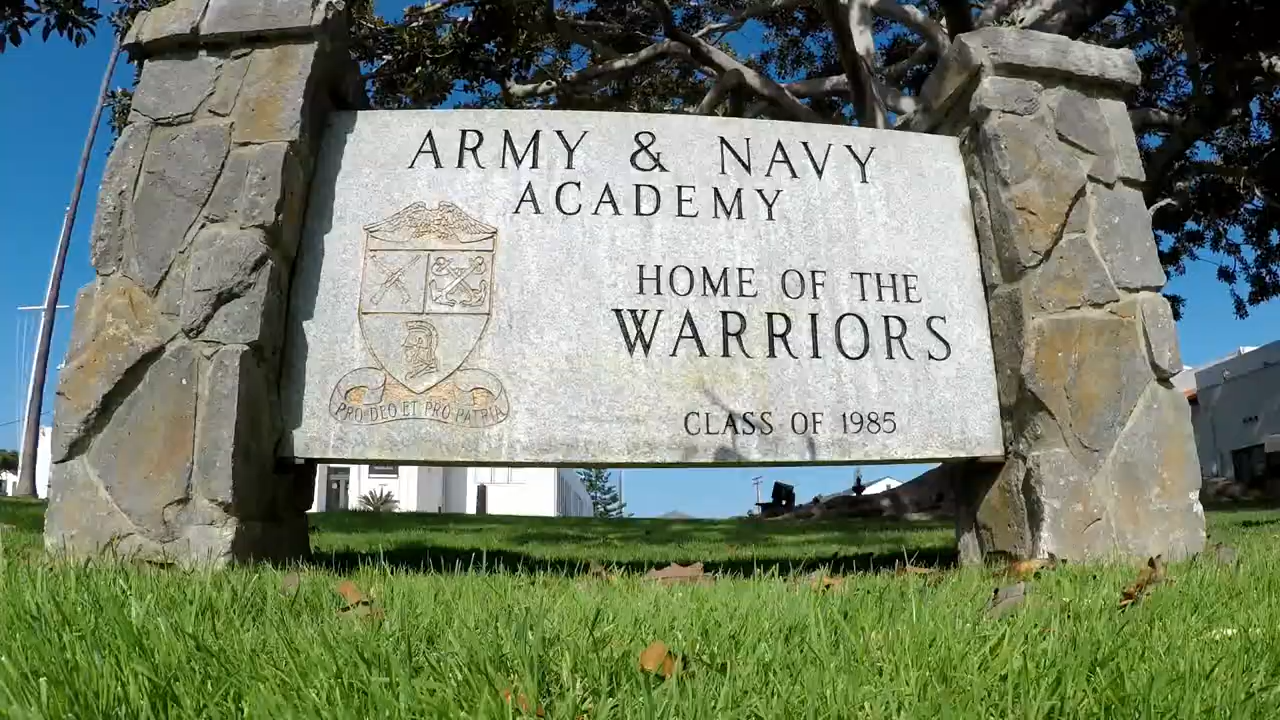 ARMY & NAVY
ACADEMY
HOME OF THE
WARRIORS
CLASS OF 1985
PRO DEO ET PRO PATRIA